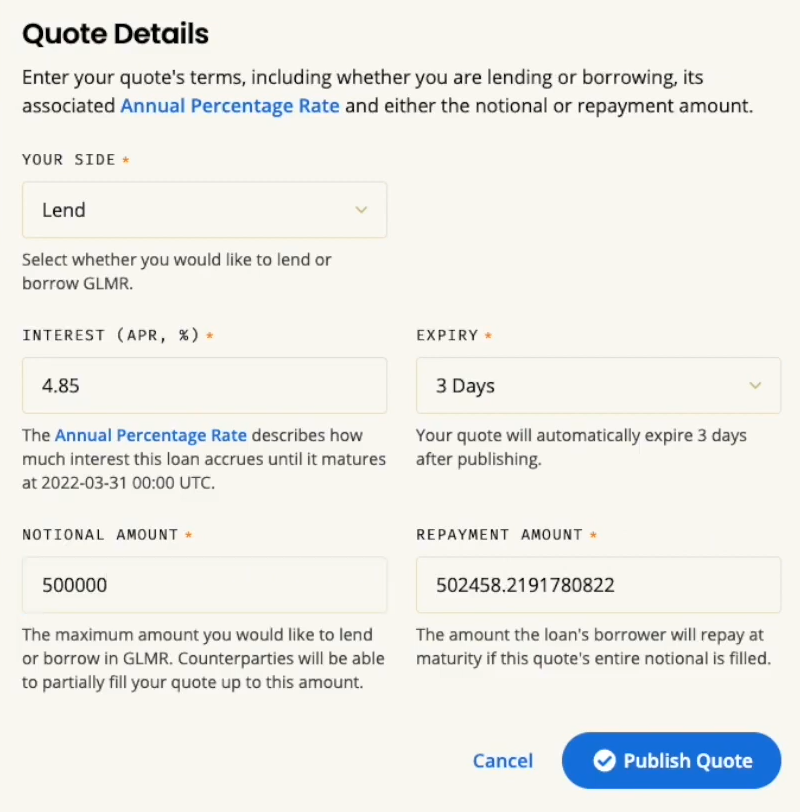 Quote Details
Enter your quote's terms, including whether you are lending or borrowing, its
associated Annual Percentage Rate and either the notional or repayment amount.
YOUR SIDE *
Lend
Select whether you would like to lend or
borrow GLMR.
INTEREST (APR, %) *
4.85
The Annual Percentage Rate describes how
much interest this loan accrues until it matures
at 2022-03-31 00:00 UTC.
EXPIRY *
3 Days
Your quote will automatically expire 3 days
after publishing.
NOTIONAL AMOUNT *
500000
The maximum amount you would like to lend
or borrow in GLMR. Counterparties will be able
to partially fill your quote up to this amount.
REPAYMENT AMOUNT *
502458.2191780822
The amount the loan's borrower will repay at
maturity if this quote's entire notional is filled.
Cancel
Publish Quote